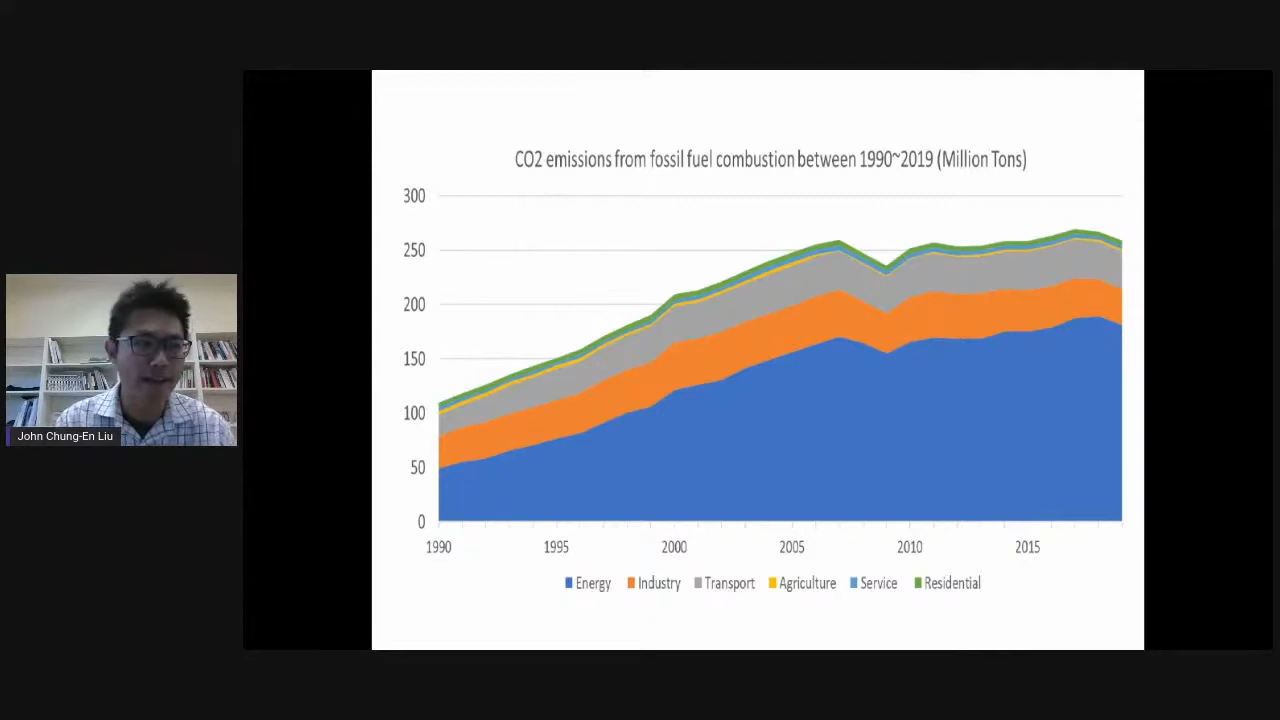 CO2 emissions from fossil fuel combustion between 1990~2019 (Million Tons)
300
250
200
150
100
50
0
1990 1995 2000 2005 2010 2015
Energy Industry Transport Agriculture Service Residential
John Chung-En Liu